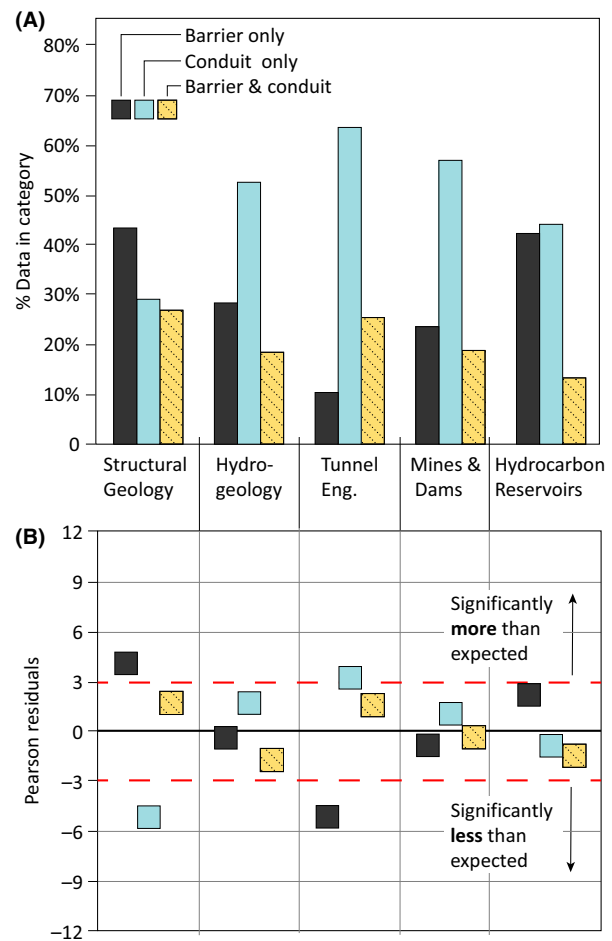 (A)
% Data in category
80%
70%
60%
50%
40%
30%
20%
10%
0
Barrier only
Conduit only
Barrier & conduit
Structural
Geology
Hydro-
geology
Tunnel
Eng.
Mines &
Dams
Hydrocarbon
Reservoirs
(B)
Pearson residuals
12
9
6
3
0
−3
−6
−9
−12
Significantly
more than
expected
Significantly
less than
expected